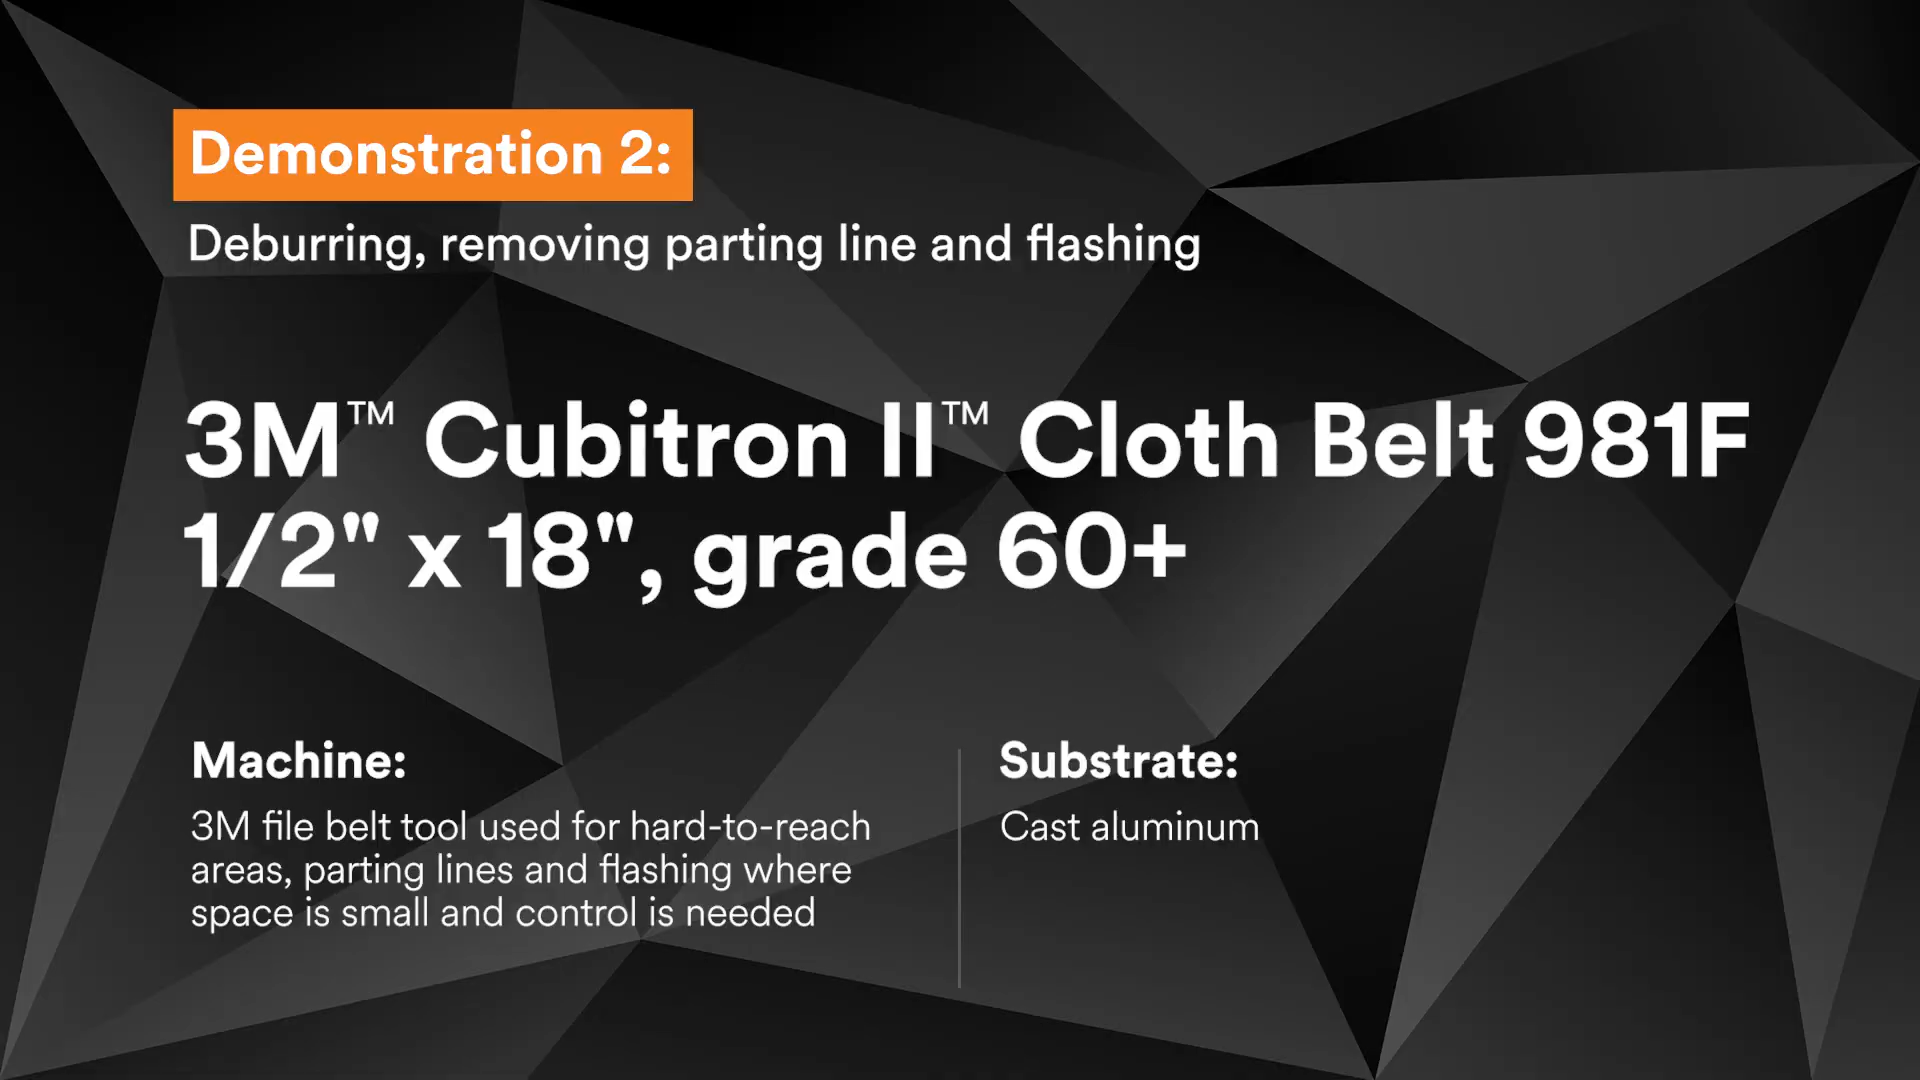 Demonstration 2:
Deburring, removing parting line and flashing
3M™ Cubitron II™ Cloth Belt 981F
1/2" x 18", grade 60+
Machine:
3M file belt tool used for hard-to-reach
areas, parting lines and flashing where
space is small and control is needed
Substrate:
Cast aluminum